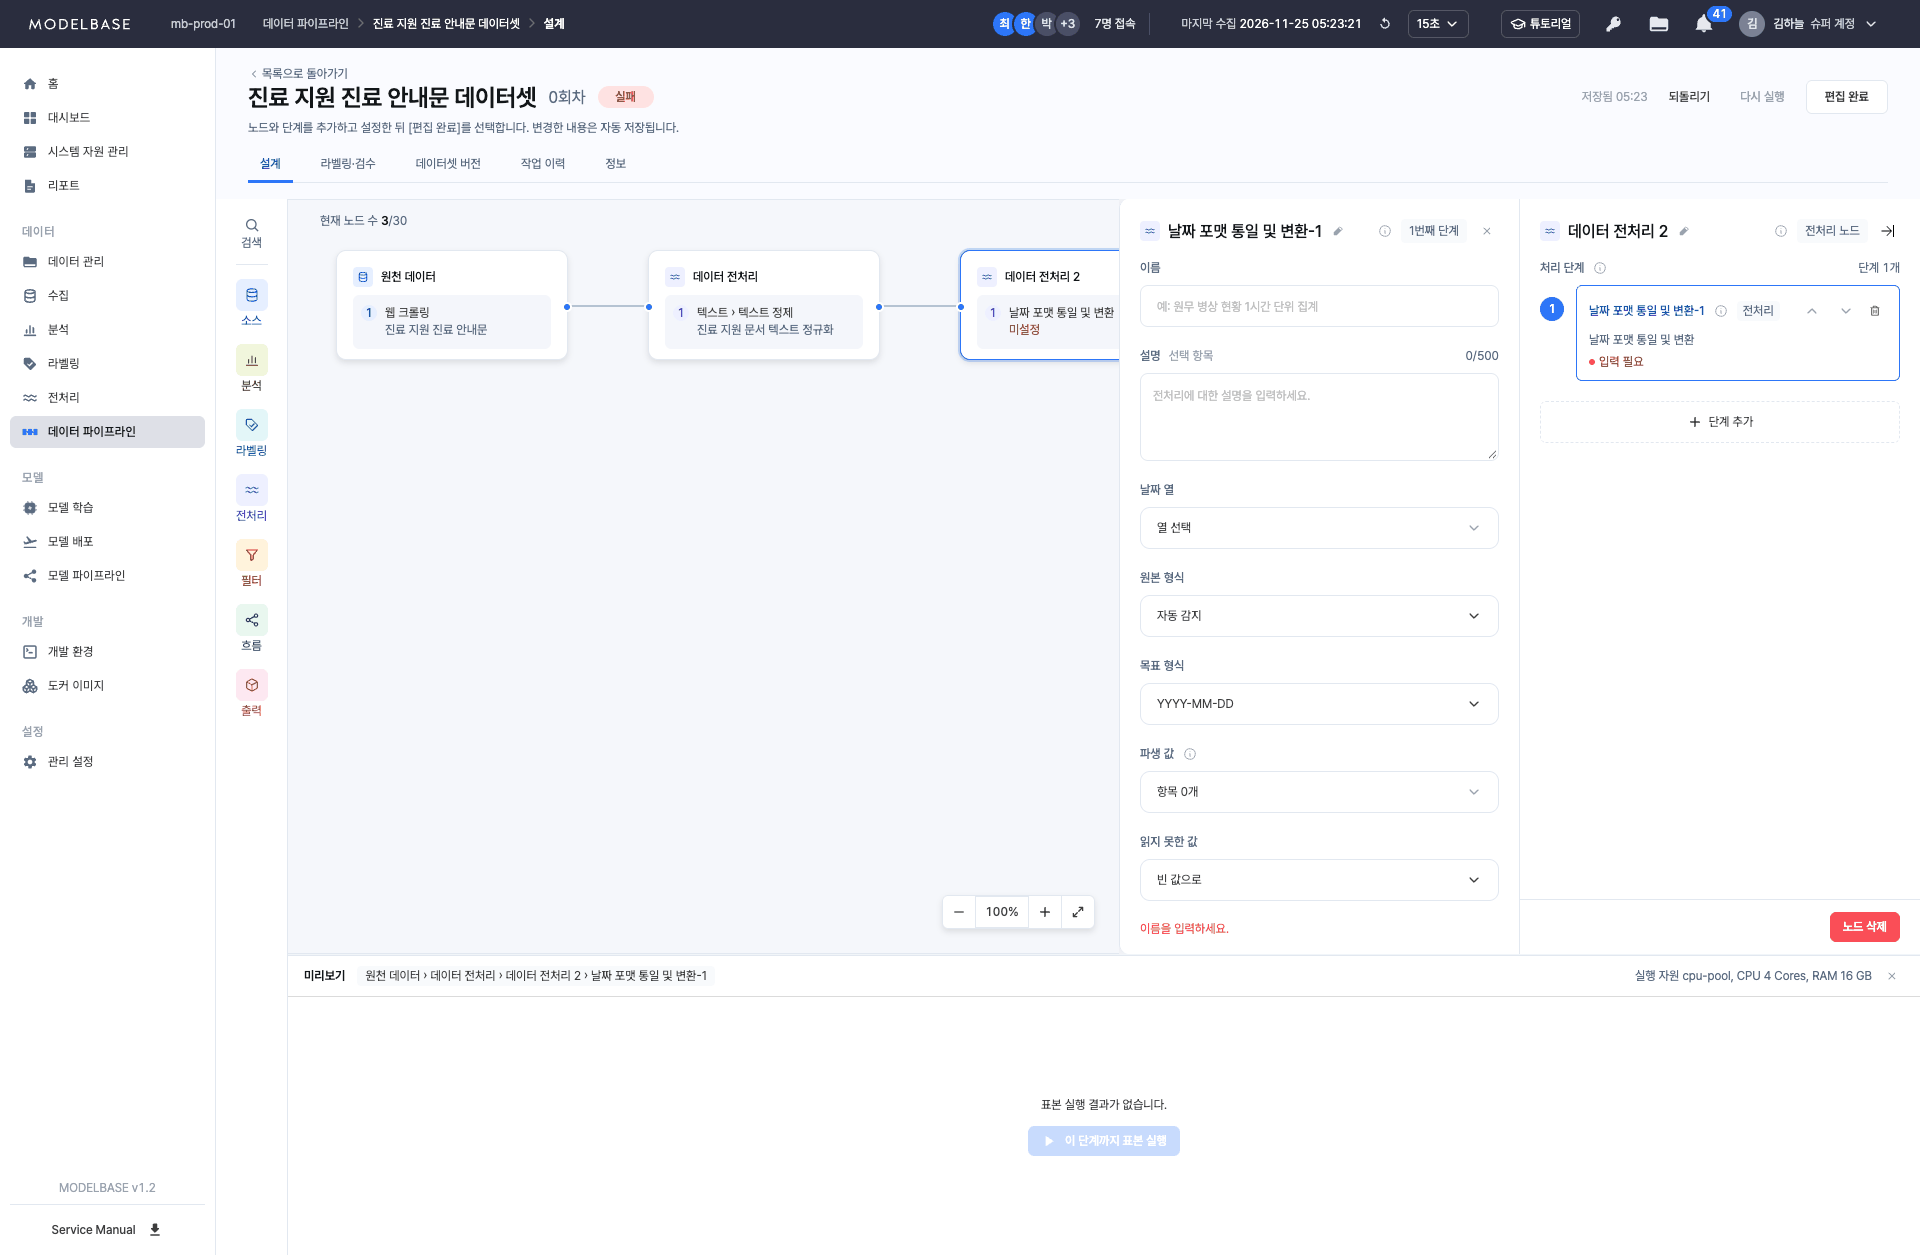 MODELBASE
mb-prod-01
데이터 파이프라인
진료 지원 진료 안내문 데이터셋
설계
최
한
박
+3
7명 접속
마지막 수집 2026-11-25 05:23:21
15초
튜토리얼
41
김
김하늘 슈퍼 계정
홈
대시보드
시스템 자원 관리
리포트
데이터
데이터 관리
수집
분석
라벨링
전처리
데이터 파이프라인
모델
모델 학습
모델 배포
모델 파이프라인
개발
개발 환경
도커 이미지
설정
관리 설정
MODELBASE v1.2
Service Manual
목록으로 돌아가기
진료 지원 진료 안내문 데이터셋 0회차 실패
노드와 단계를 추가하고 설정한 뒤 [편집 완료]를 선택합니다. 변경한 내용은 자동 저장됩니다.
저장됨 05:23
되돌리기
다시 실행
편집 완료
설계
라벨링·검수
데이터셋 버전
작업 이력
정보
검색
소스
분석
라벨링
전처리
필터
흐름
출력
현재 노드 수 3/30
원천 데이터
1 웹 크롤링
진료 지원 진료 안내문
데이터 전처리
1 텍스트 › 텍스트 정제
진료 지원 문서 텍스트 정규화
데이터 전처리 2
1 날짜 포맷 통일 및 변환
미설정
100%
날짜 포맷 통일 및 변환-1
1번째 단계
이름
예: 원무 병상 현황 1시간 단위 집계
설명 선택 항목
0/500
전처리에 대한 설명을 입력하세요.
날짜 열
열 선택
원본 형식
자동 감지
목표 형식
YYYY-MM-DD
파생 값
항목 0개
읽지 못한 값
빈 값으로
이름을 입력하세요.
데이터 전처리 2
전처리 노드
처리 단계
단계 1개
1
날짜 포맷 통일 및 변환-1
전처리
날짜 포맷 통일 및 변환
입력 필요
단계 추가
노드 삭제
미리보기
원천 데이터 › 데이터 전처리 › 데이터 전처리 2 › 날짜 포맷 통일 및 변환-1
실행 자원 cpu-pool, CPU 4 Cores, RAM 16 GB
표본 실행 결과가 없습니다.
이 단계까지 표본 실행